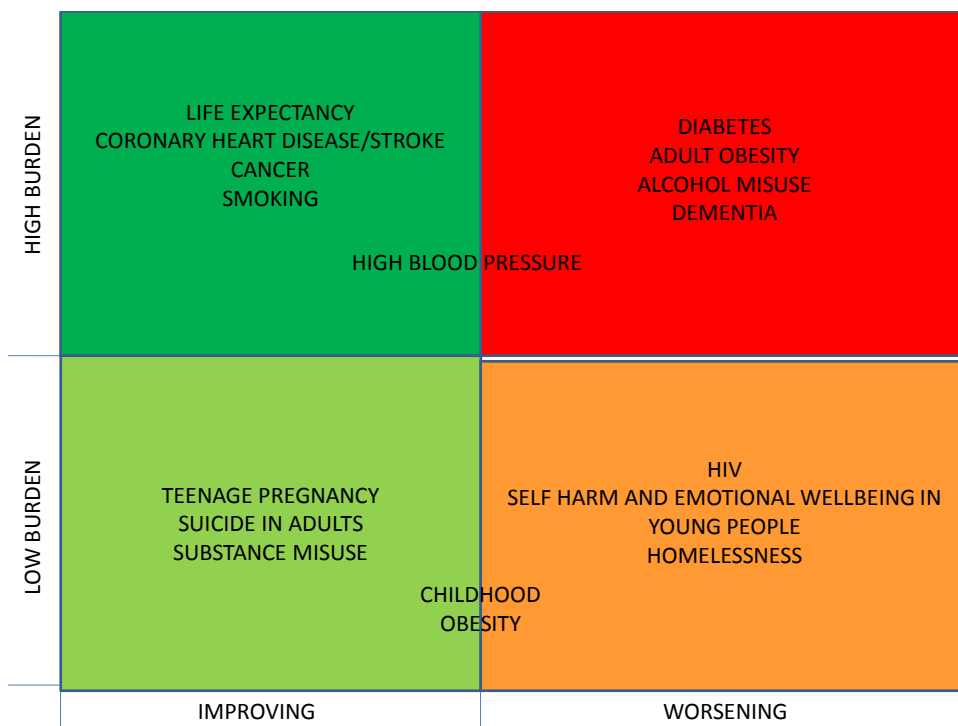 HIGH BURDEN
LIFE EXPECTANCY
CORONARY HEART DISEASE/STROKE
CANCER
SMOKING
DIABETES
ADULT OBESITY
ALCOHOL MISUSE
DEMENTIA
HIGH BLOOD PRESSURE
LOW BURDEN
TEENAGE PREGNANCY
SUICIDE IN ADULTS
SUBSTANCE MISUSE
HIV
SELF HARM AND EMOTIONAL WELLBEING IN
YOUNG PEOPLE
HOMELESSNESS
CHILDHOOD
OBESITY
IMPROVING
WORSENING